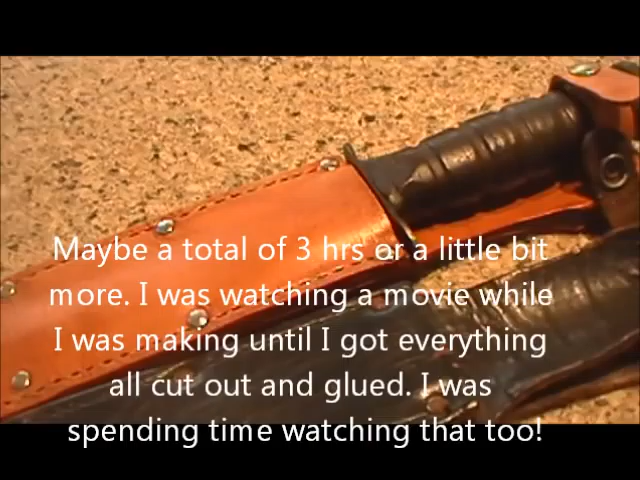 Maybe a total of 3 hrs or a little bit
more. I was watching a movie while
I was making until I got everything
all cut out and glued. I was
spending time watching that too!